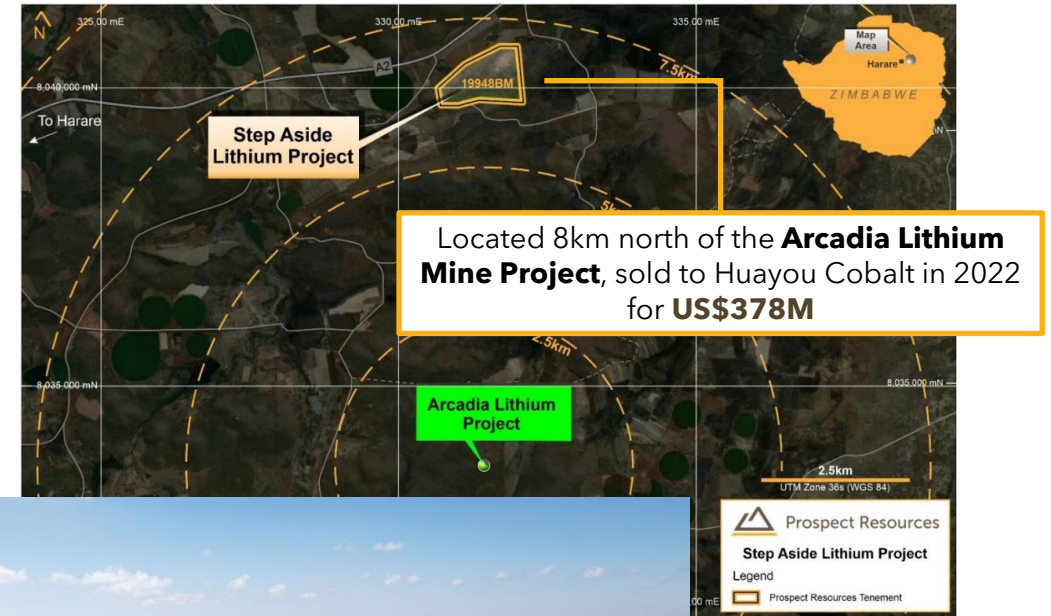 N
325,00 mE
330,00 mE
335,00 mE
Map
Area
Harare
ZIMBABWE
A2
7.5km
8,040,000 mN
19948BM
To Harare
Step Aside
Lithium Project
Located 8km north of the Arcadia Lithium
Mine Project, sold to Huayou Cobalt in 2022
for US$378M
2.5km
8,035,000 mN
8,035,000 mN
Arcadia Lithium
Project
2.5km
UTM Zone 36s (WGS 84)
Prospect Resources
Step Aside Lithium Project
Legend
Prospect Resources Tenement